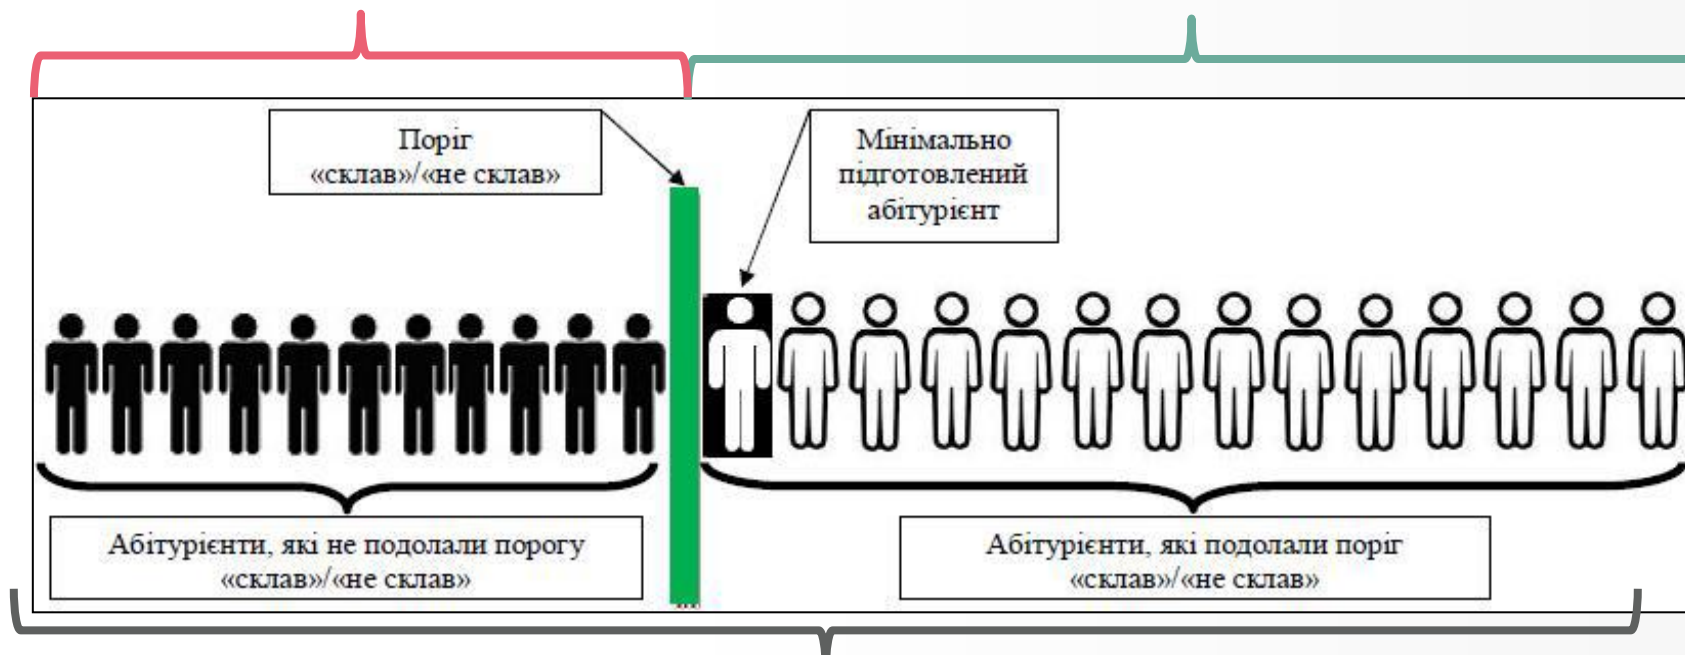 Поріг
«склав»/«не склав»
Мінімально
підготовлений
абітурієнт
Абітурієнти, які не подолали порогу
«склав»/«не склав»
Абітурієнти, які подолали поріг
«склав»/«не склав»